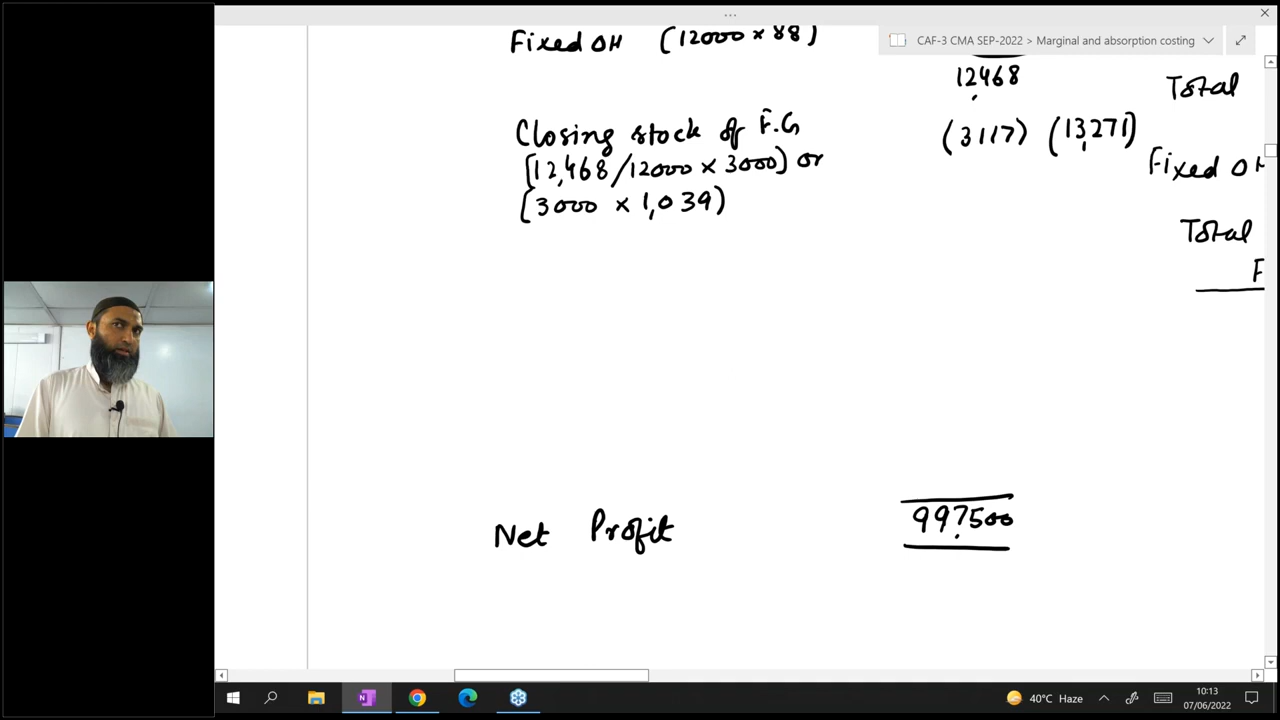 CAF-3 CMA SEP-2022 > Marginal and absorption costing
Fixed OH (12000 × 88)
12468
Closing stock of F.G (3117) (13,271)
[12,468/12000 × 3000) or
(3000 × 1,039)
Total
Fixed OH
Total
F
Net Profit 997,500
40°C Haze
10:13
07/06/2022